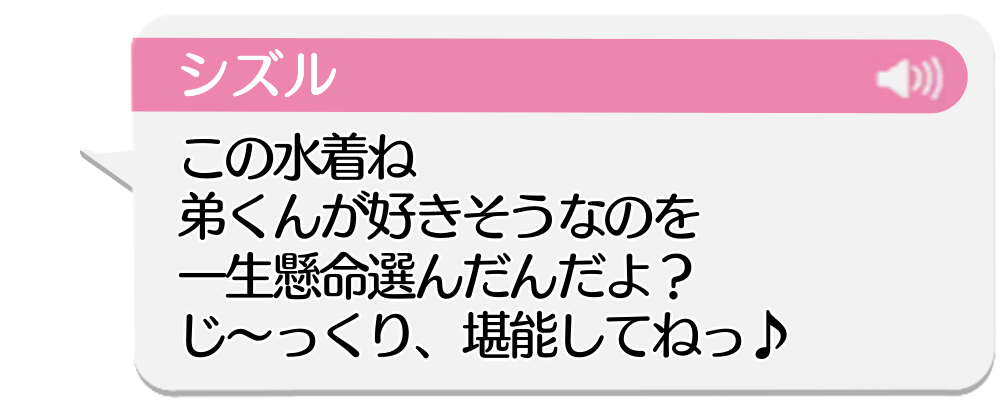 シズル
この水着ね
弟くんが好きそうなのを
一生懸命選んだんだよ？
じ～っくり、堪能してねっ♪